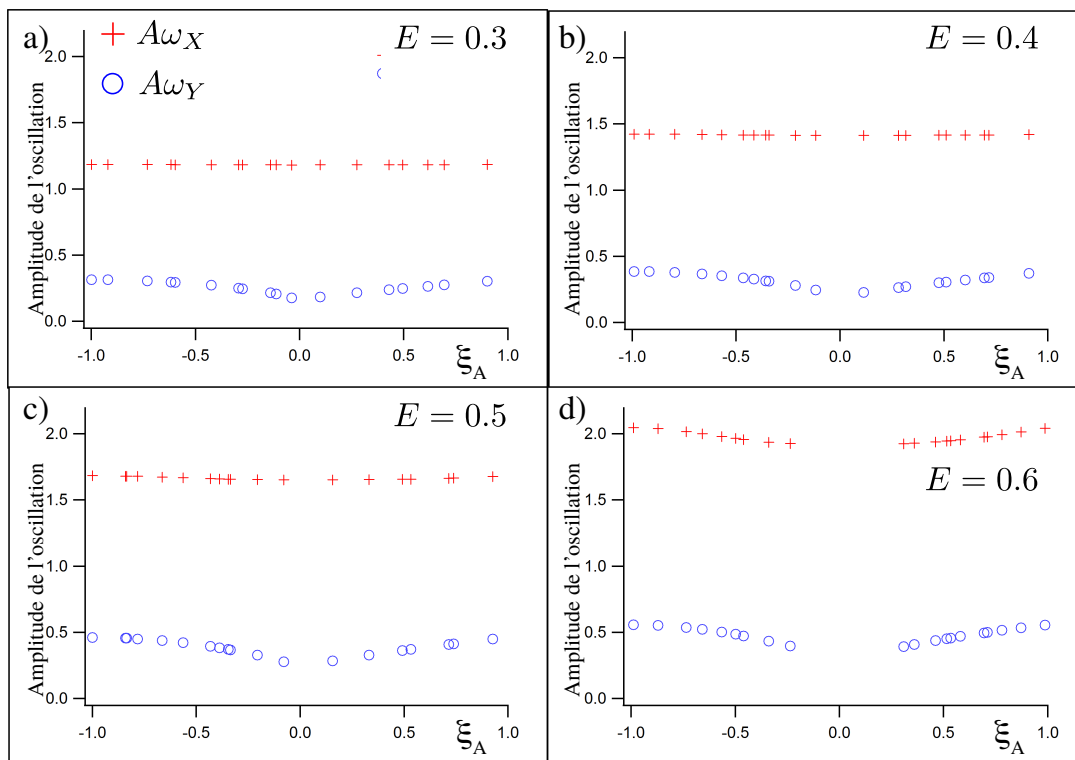 a)
+ Aω_X
○ Aω_Y
E = 0.3
Amplitude de l'oscillation
2.0
1.5
1.0
0.5
0.0
-1.0 -0.5 0.0 0.5 1.0
ξ_A
b)
E = 0.4
Amplitude de l'oscillation
2.0
1.5
1.0
0.5
0.0
-1.0 -0.5 0.0 0.5 1.0
ξ_A
c)
E = 0.5
Amplitude de l'oscillation
2.0
1.5
1.0
0.5
0.0
-1.0 -0.5 0.0 0.5 1.0
ξ_A
d)
E = 0.6
Amplitude de l'oscillation
2.0
1.5
1.0
0.5
0.0
-1.0 -0.5 0.0 0.5 1.0
ξ_A